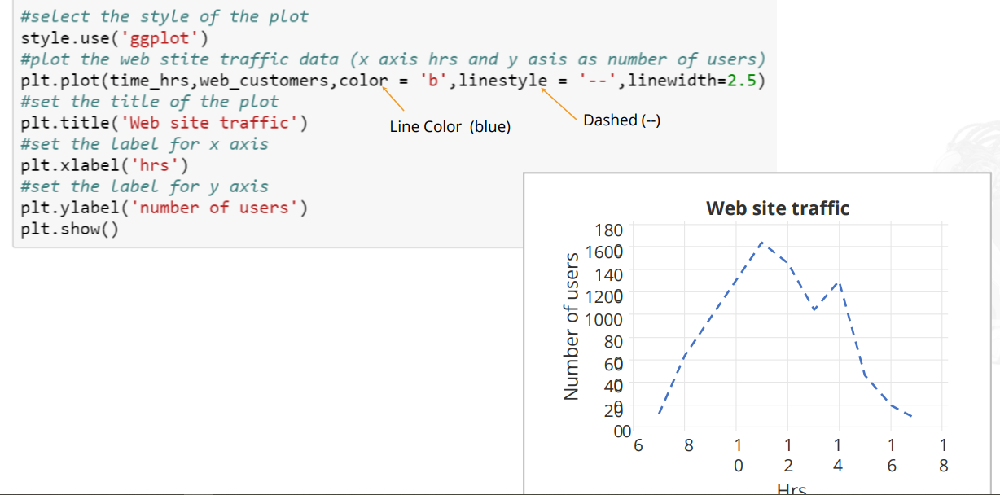 #select the style of the plot
style.use('ggplot')
#plot the web stite traffic data (x axis hrs and y asis as number of users)
plt.plot(time_hrs,web_customers,color = 'b',linestyle = '--',linewidth=2.5)
#set the title of the plot
plt.title('Web site traffic')
#set the label for x axis
plt.xlabel('hrs')
#set the label for y axis
plt.ylabel('number of users')
plt.show()
Line Color (blue)
Dashed (--)
Web site traffic
Number of users
180
1600
0
140
1200
0
1000
80
60
0
40
0
20
0
00
6
8
1
0
1
2
1
4
1
6
1
8
Hrs